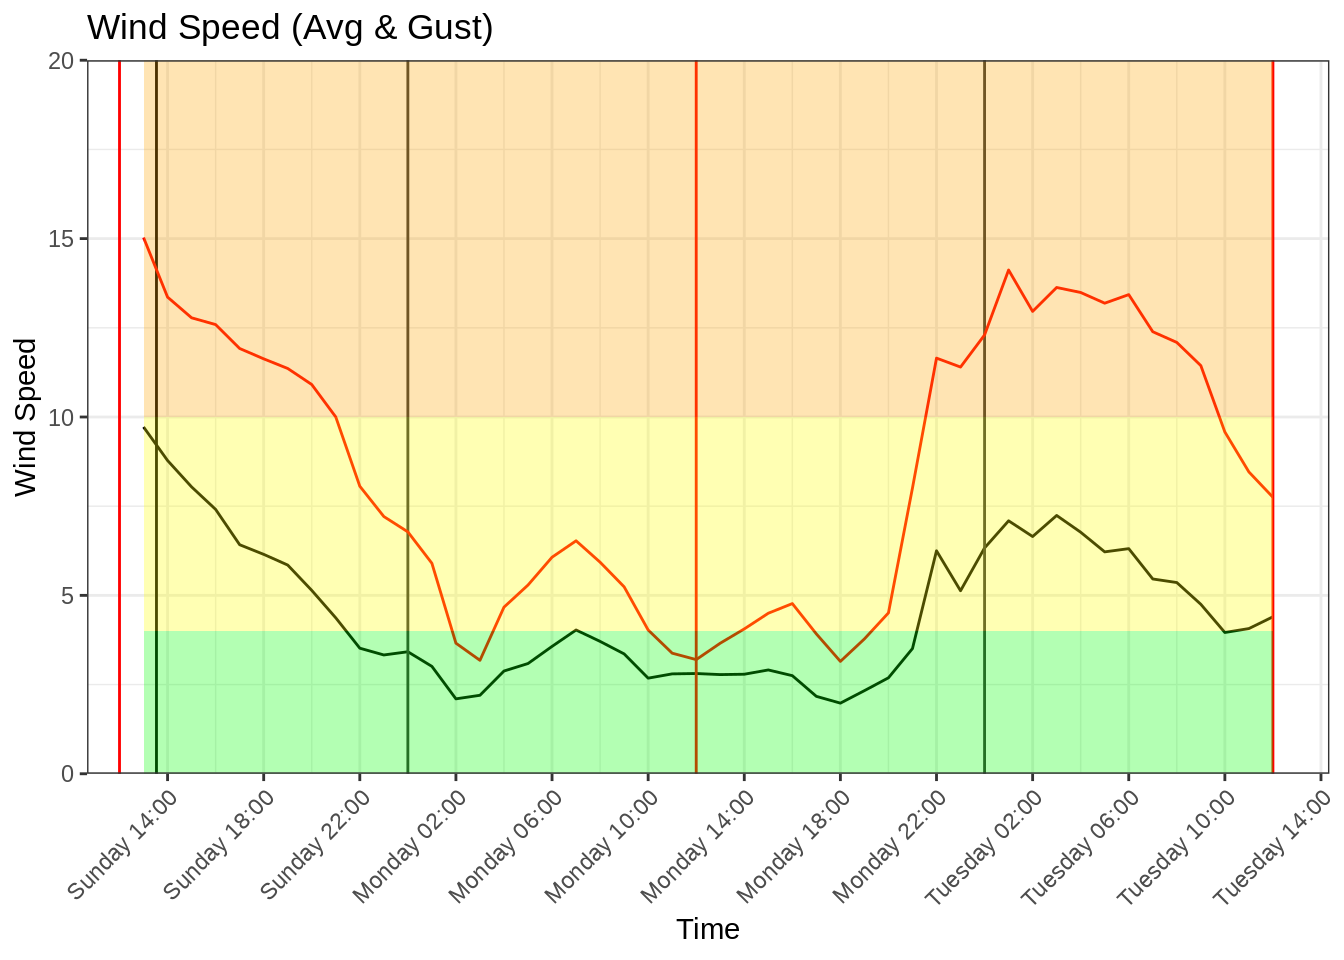 Wind Speed (Avg & Gust)
20
15
10
5
0
Wind Speed
Sunday 14:00
Sunday 18:00
Sunday 22:00
Monday 02:00
Monday 06:00
Monday 10:00
Monday 14:00
Monday 18:00
Monday 22:00
Tuesday 02:00
Tuesday 06:00
Tuesday 10:00
Tuesday 14:00
Time